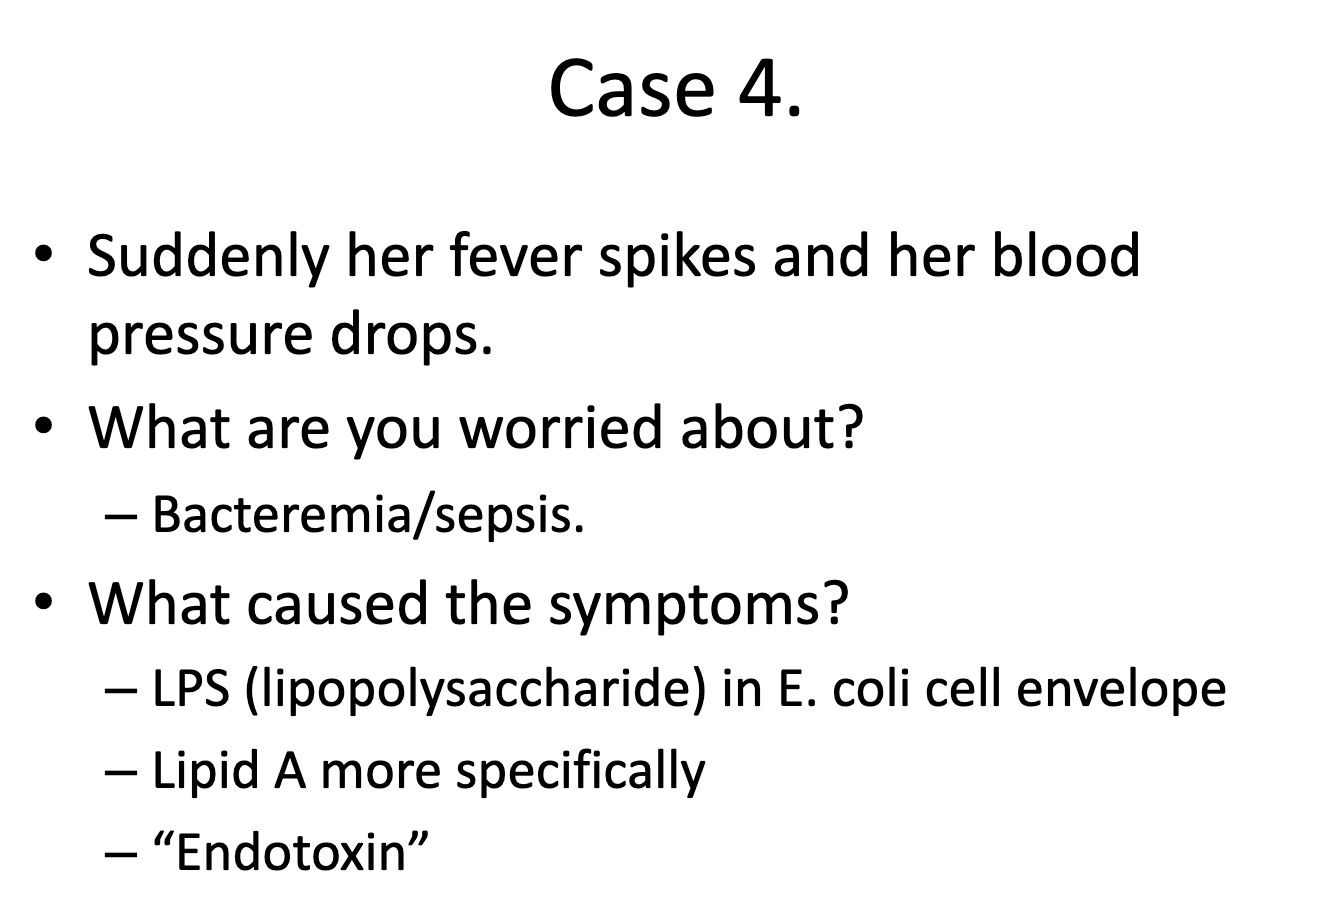 Case 4.
• Suddenly her fever spikes and her blood
pressure drops.
• What are you worried about?
– Bacteremia/sepsis.
• What caused the symptoms?
– LPS (lipopolysaccharide) in E. coli cell envelope
– Lipid A more specifically
– “Endotoxin”